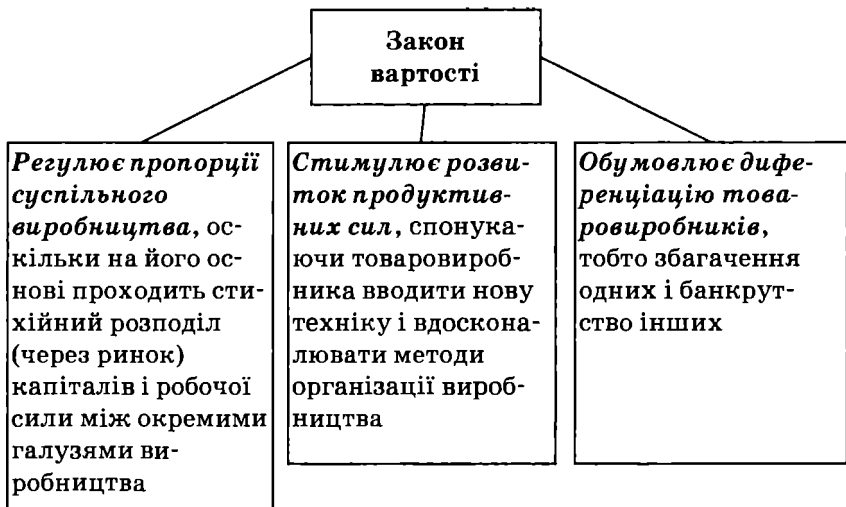 Закон
вартості
Регулює пропорції
суспільного
виробництва, ос-
кільки на його ос-
нові проходить сти-
хійний розподіл
(через ринок)
капіталів і робочої
сили між окремими
галузями ви-
робництва
Стимулює розви-
ток продуктив-
них сил, спонука-
ючи товаровироб-
ника вводити нову
техніку і вдоскона-
лювати методи
організації вироб-
ництва
Обумовлює дифе-
ренціацію това-
ровиробників,
тобто збагачення
одних і банкрут-
ство інших